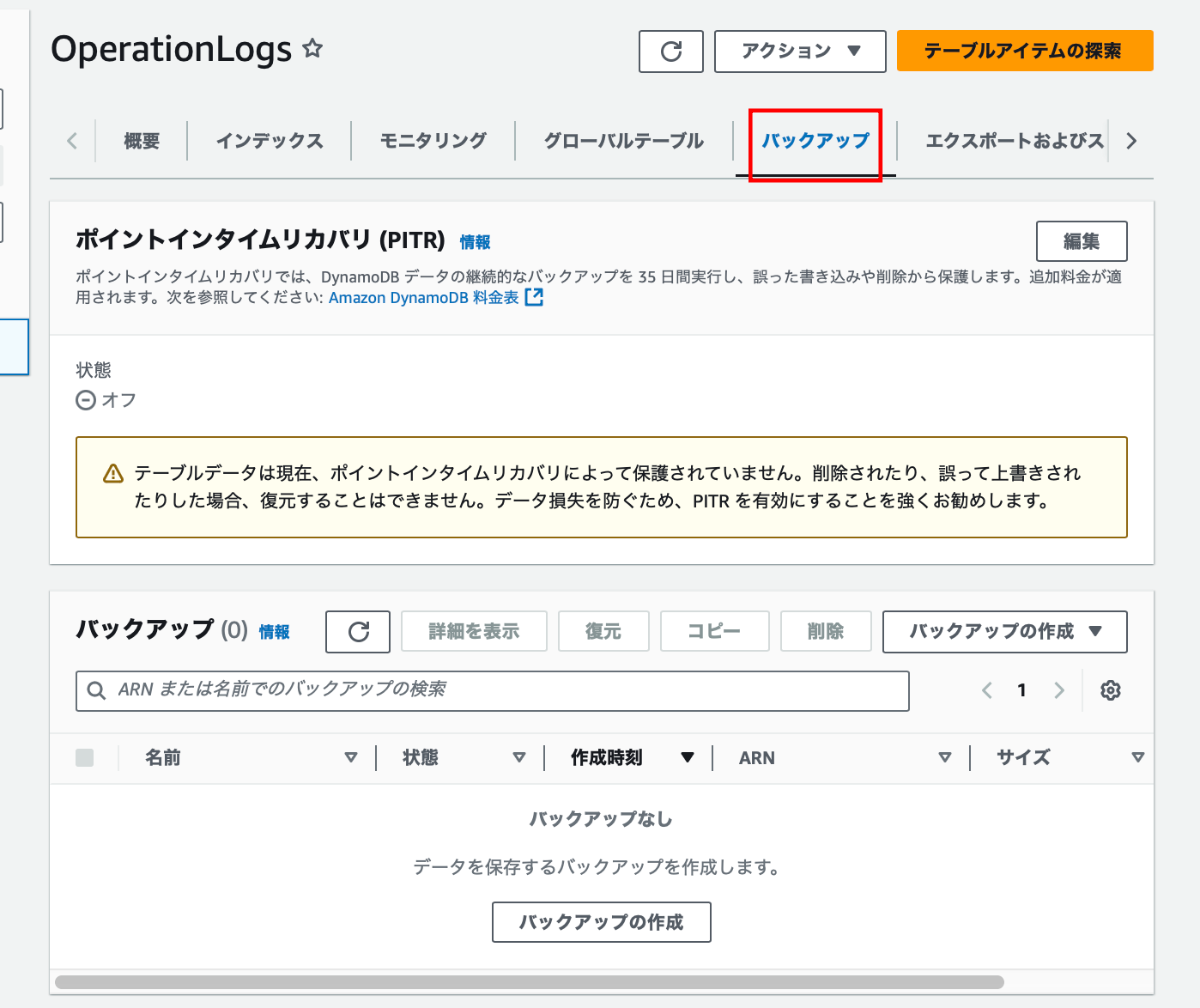 OperationLogs
アクション
テーブルアイテムの探索
概要
インデックス
モニタリング
グローバルテーブル
バックアップ
エクスポートおよびス
ポイントインタイムリカバリ (PITR) 情報
編集
ポイントインタイムリカバリでは、DynamoDB データの継続的なバックアップを 35 日間実行し、誤った書き込みや削除から保護します。追加料金が適
用されます。次を参照してください: Amazon DynamoDB 料金表
状態
オフ
テーブルデータは現在、ポイントインタイムリカバリによって保護されていません。削除されたり、誤って上書きされ
たりした場合、復元することはできません。データ損失を防ぐため、PITR を有効にすることを強くお勧めします。
バックアップ (0) 情報
詳細を表示
復元
コピー
削除
バックアップの作成
ARN または名前でのバックアップの検索
1
名前
状態
作成時刻
ARN
サイズ
バックアップなし
データを保存するバックアップを作成します。
バックアップの作成